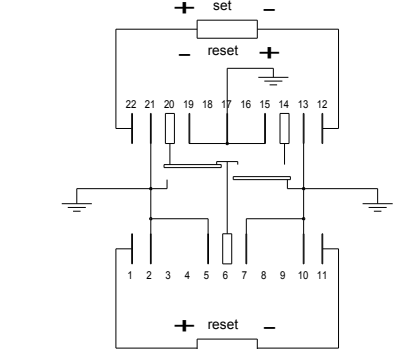 + set -
- reset +
22 21 20 19 18 17 16 15 14 13 12
1 2 3 4 5 6 7 8 9 10 11
+ reset -